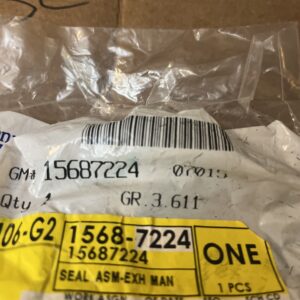 GM# 15687224 07015
Qty 1
GR.3.611
106-G2
1568-7224
15687224
SEAL ASM-EXH MAN
ONE
1 PCS